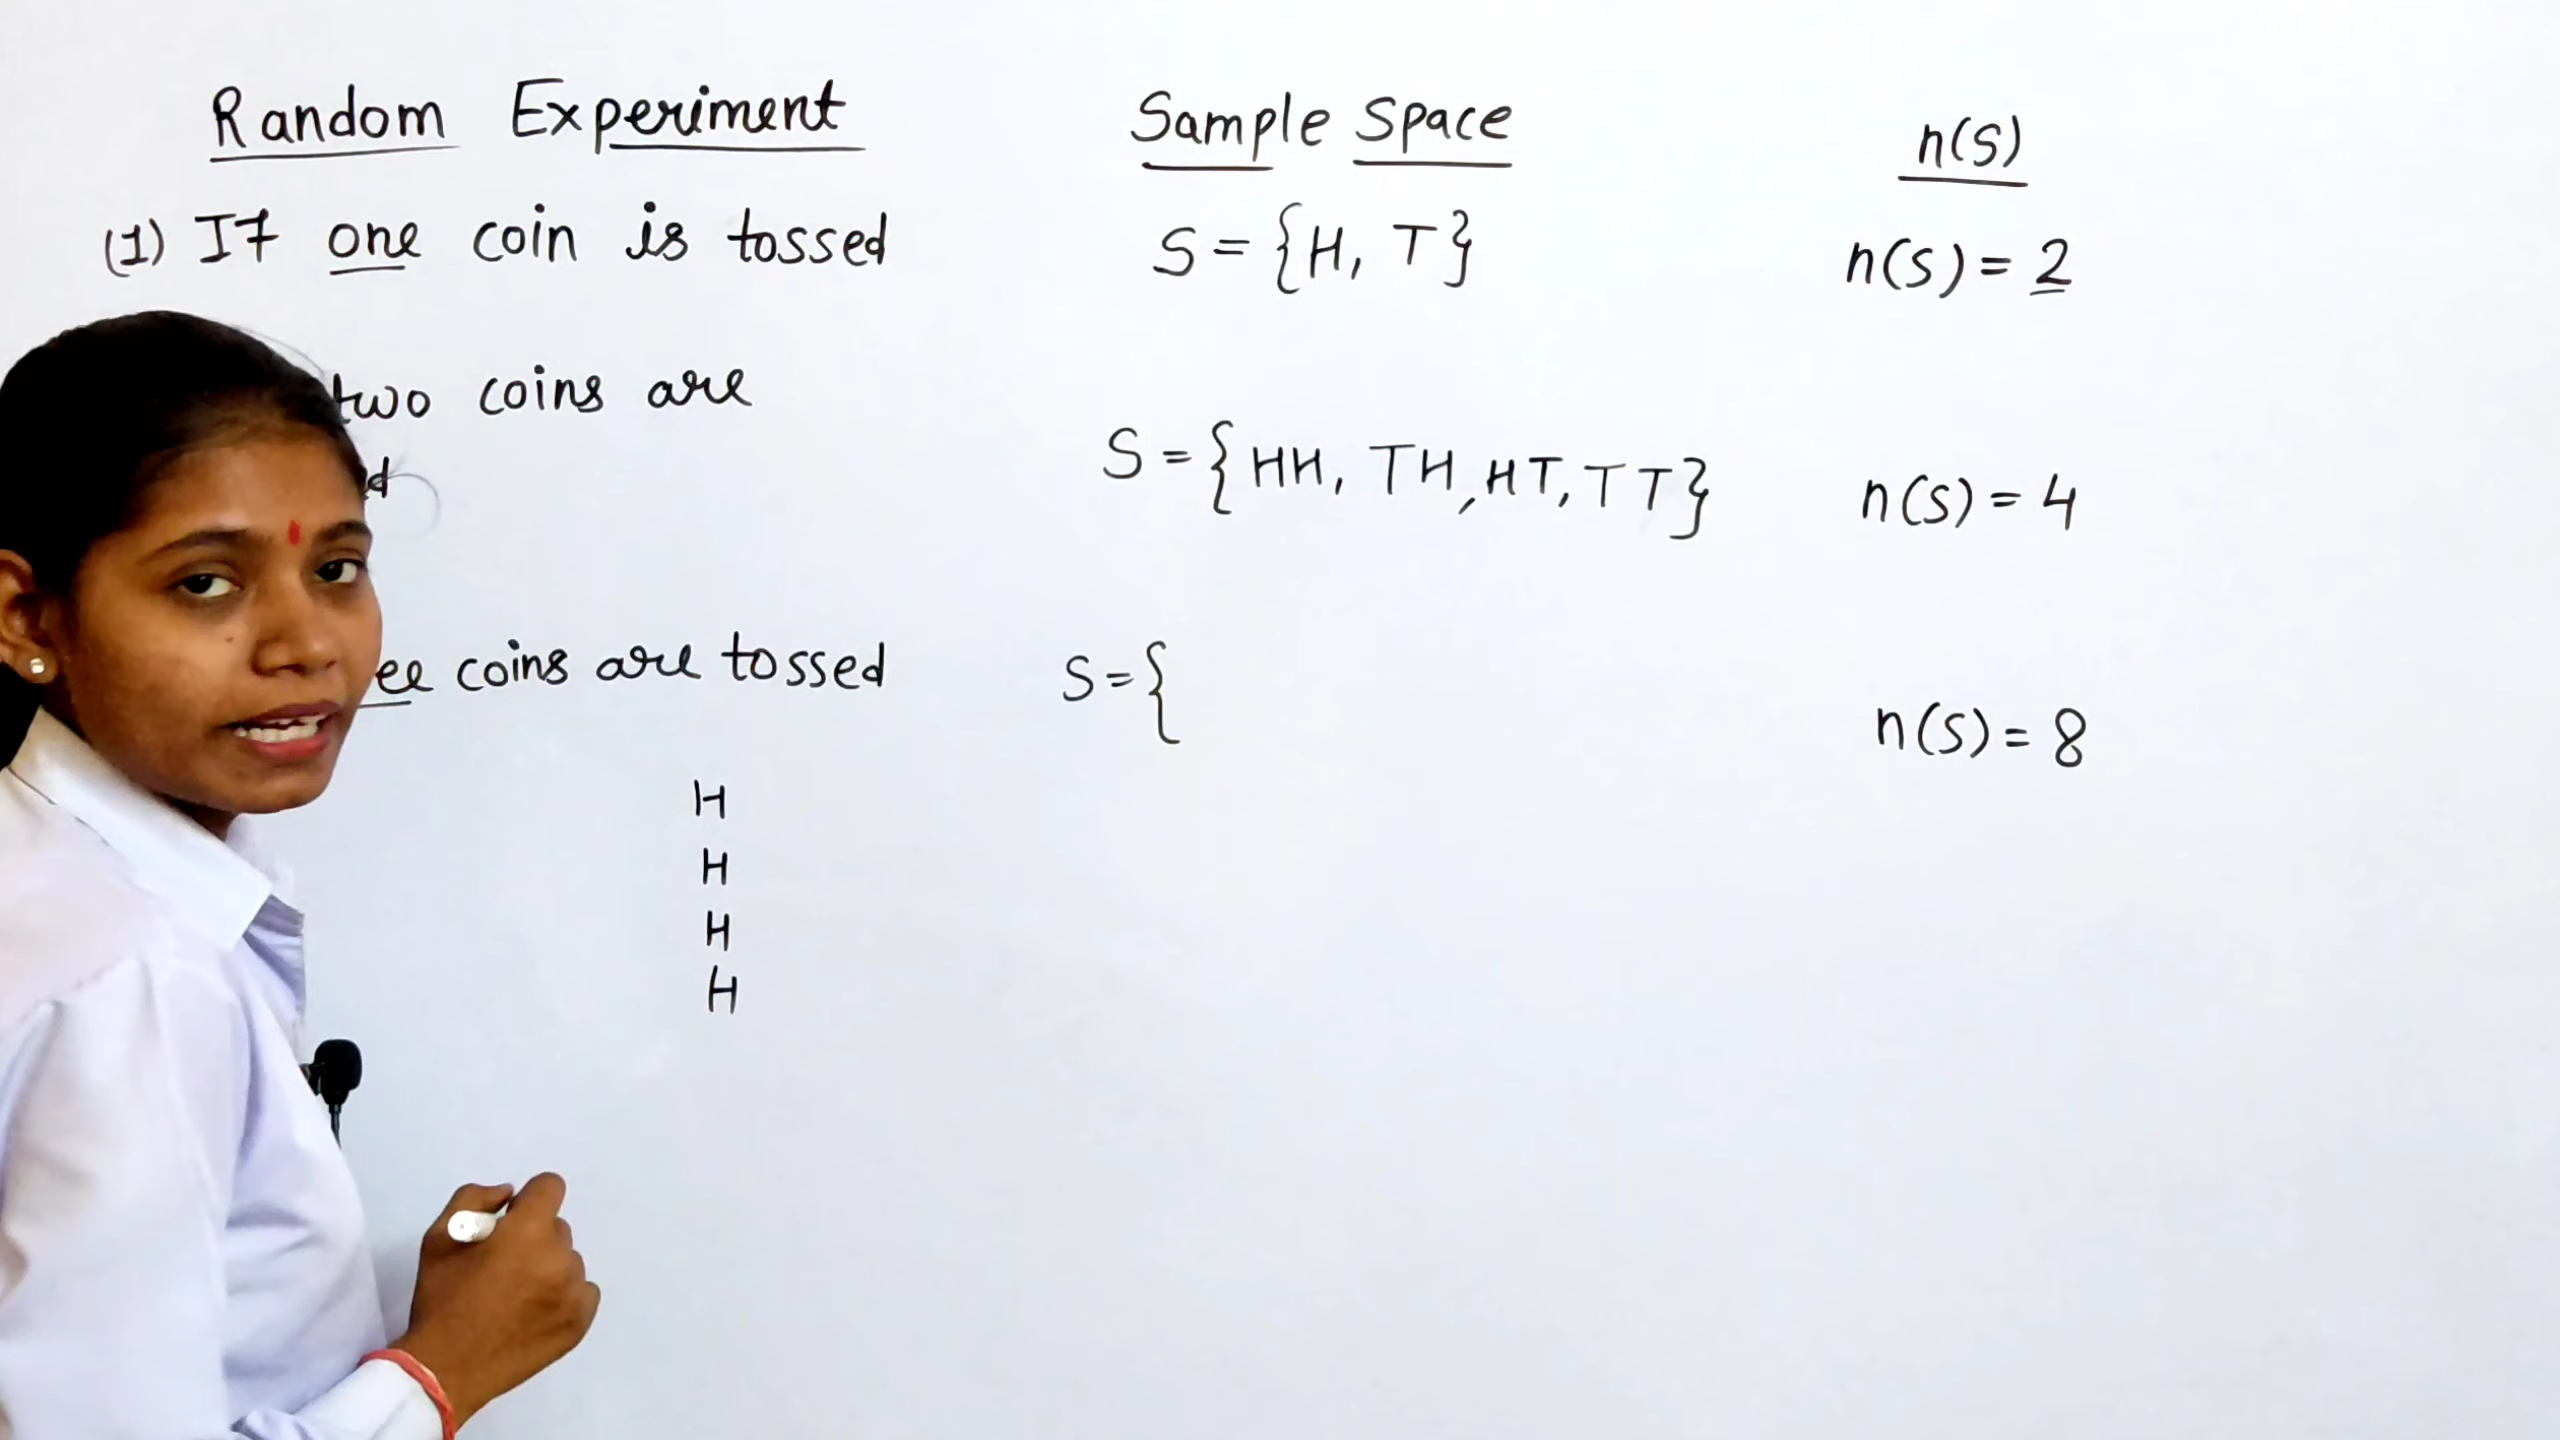 Random Experiment Sample Space n(S)
(1) If one coin is tossed S = {H, T} n(S) = 2
two coins are
S = {HH, TH, HT, TT} n(S) = 4
coins are tossed S = {
n(S) = 8
H
H
H
H